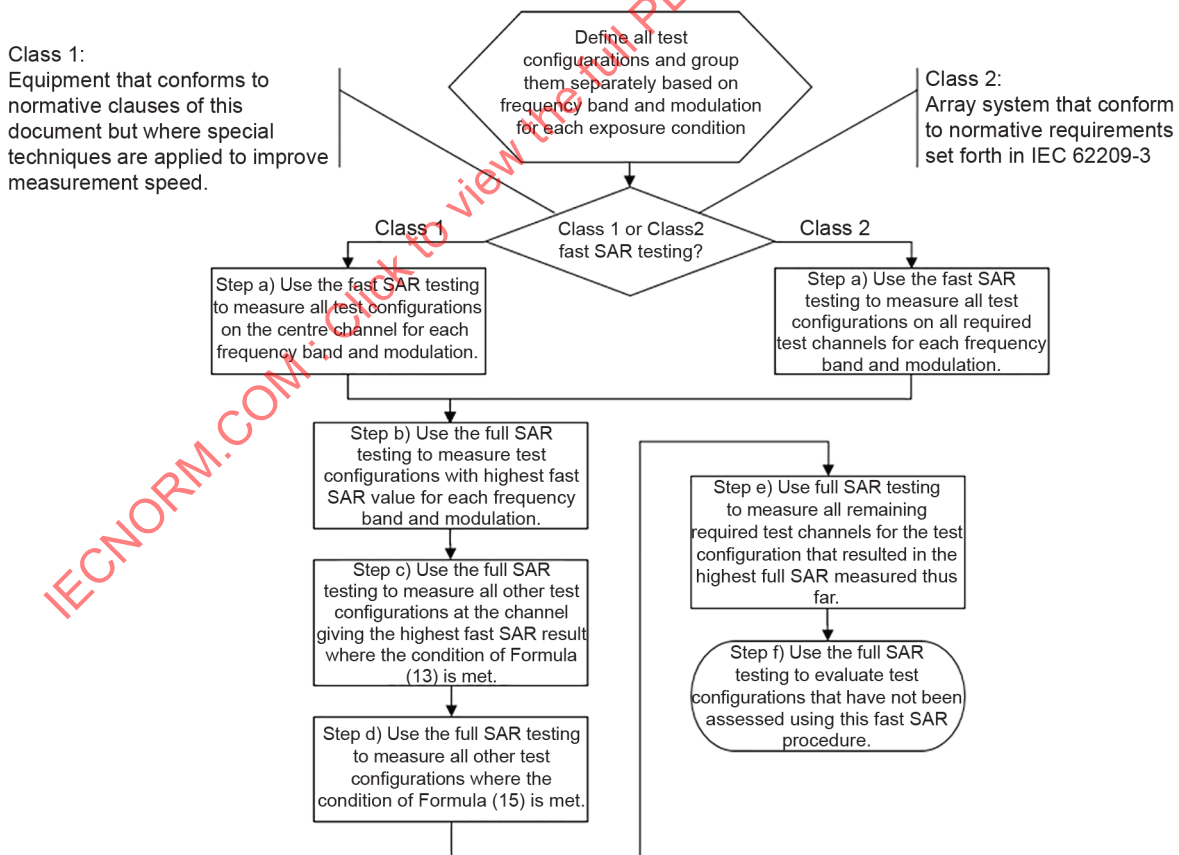 Class 1:
Equipment that conforms to
normative clauses of this
document but where special
techniques are applied to improve
measurement speed.
Define all test
configuarations and group
them separately based on
frequency band and modulation
for each exposure condition
Class 2:
Array system that conform
to normative requirements
set forth in IEC 62209-3
Class 1 or Class2
fast SAR testing?
Class 1
Class 2
Step a) Use the fast SAR testing
to measure all test configurations
on the centre channel for each
frequency band and modulation.
Step a) Use the fast SAR
testing to measure all test
configurations on all required
test channels for each frequency
band and modulation.
Step b) Use the full SAR
testing to measure test
configurations with highest fast
SAR value for each frequency
band and modulation.
Step c) Use the full SAR
testing to measure all other test
configurations at the channel
giving the highest fast SAR result
where the condition of Formula
(13) is met.
Step d) Use the full SAR testing
to measure all other test
configurations where the
condition of Formula (15) is met.
Step e) Use full SAR testing
to measure all remaining
required test channels for the test
configuration that resulted in the
highest full SAR measured thus
far.
Step f) Use the full SAR
testing to evaluate test
configurations that have not been
assessed using this fast SAR
procedure.
IECNORM.COM : Click to view the full